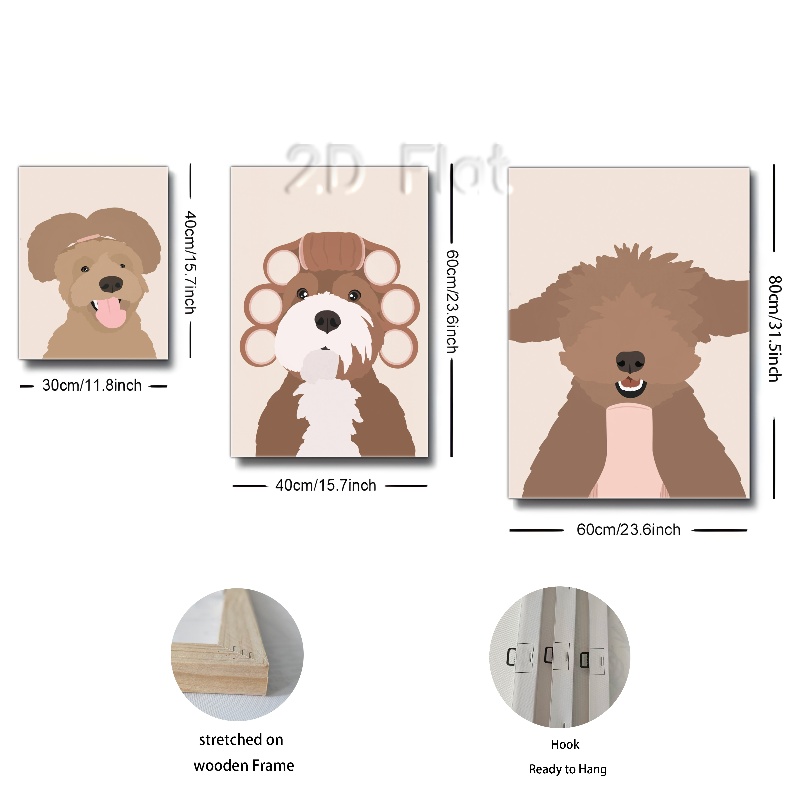 2D Flat
40cm/15.7inch
30cm/11.8inch
60cm/23.6inch
40cm/15.7inch
80cm/31.5inch
60cm/23.6inch
stretched on
wooden Frame
Hook
Ready to Hang